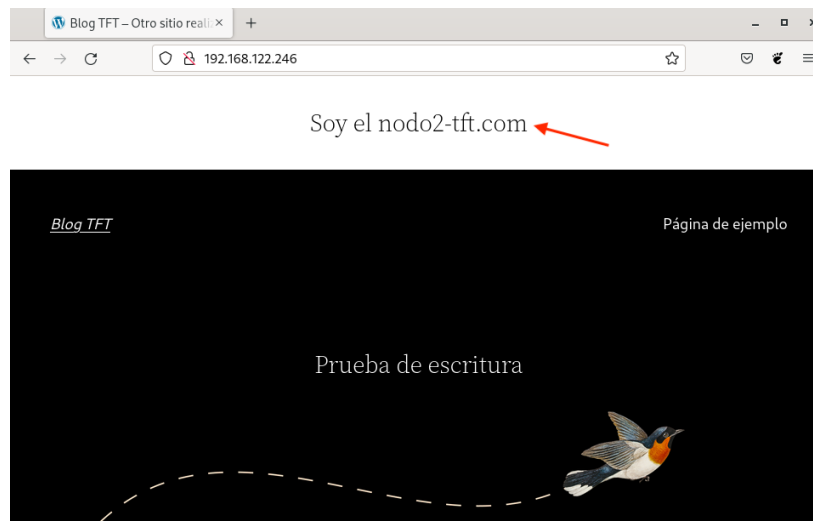 Blog TFT – Otro sitio reali
192.168.122.246
Soy el nodo2-tft.com
Blog TFT
Página de ejemplo
Prueba de escritura